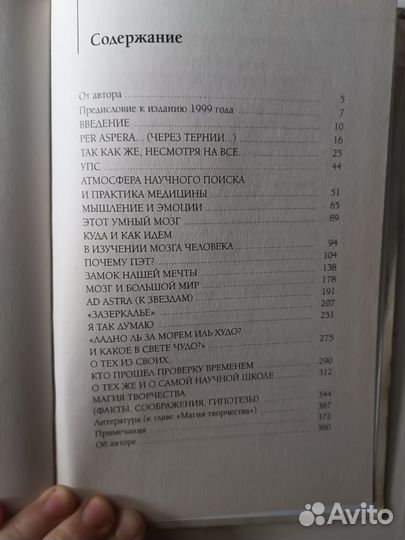 Содержание
От автора 5
Предисловие к изданию 1999 года 7
ВВЕДЕНИЕ 10
PER ASPERA... (ЧЕРЕЗ ТЕРНИИ...) 16
ТАК КАК ЖЕ, НЕСМОТРЯ НА ВСЕ... 25
УПС 44
АТМОСФЕРА НАУЧНОГО ПОИСКА
И ПРАКТИКА МЕДИЦИНЫ 51
МЫШЛЕНИЕ И ЭМОЦИИ 65
ЭТОТ УМНЫЙ МОЗГ 89
КУДА И КАК ИДЕМ
В ИЗУЧЕНИИ МОЗГА ЧЕЛОВЕКА 94
ПОЧЕМУ ПЭТ? 104
ЗАМОК НАШЕЙ МЕЧТЫ 138
МОЗГ И БОЛЬШОЙ МИР 178
AD ASTRA (К ЗВЕЗДАМ) 191
«ЗАЗЕРКАЛЬЕ» 207
Я ТАК ДУМАЮ 251
«ЛАДНО ЛЬ ЗА МОРЕМ ИЛЬ ХУДО?
И КАКОЕ В СВЕТЕ ЧУДО?» 275
О ТЕХ ИЗ СВОИХ,
КТО ПРОШЕЛ ПРОВЕРКУ ВРЕМЕНЕМ 290
О ТЕХ ЖЕ И О САМОЙ НАУЧНОЙ ШКОЛЕ 312
МАГИЯ ТВОРЧЕСТВА
(ФАКТЫ, СООБРАЖЕНИЯ, ГИПОТЕЗЫ) 344
Литература (к главе «Магия творчества») 367
Примечания 372
Об авторе 380
Avito